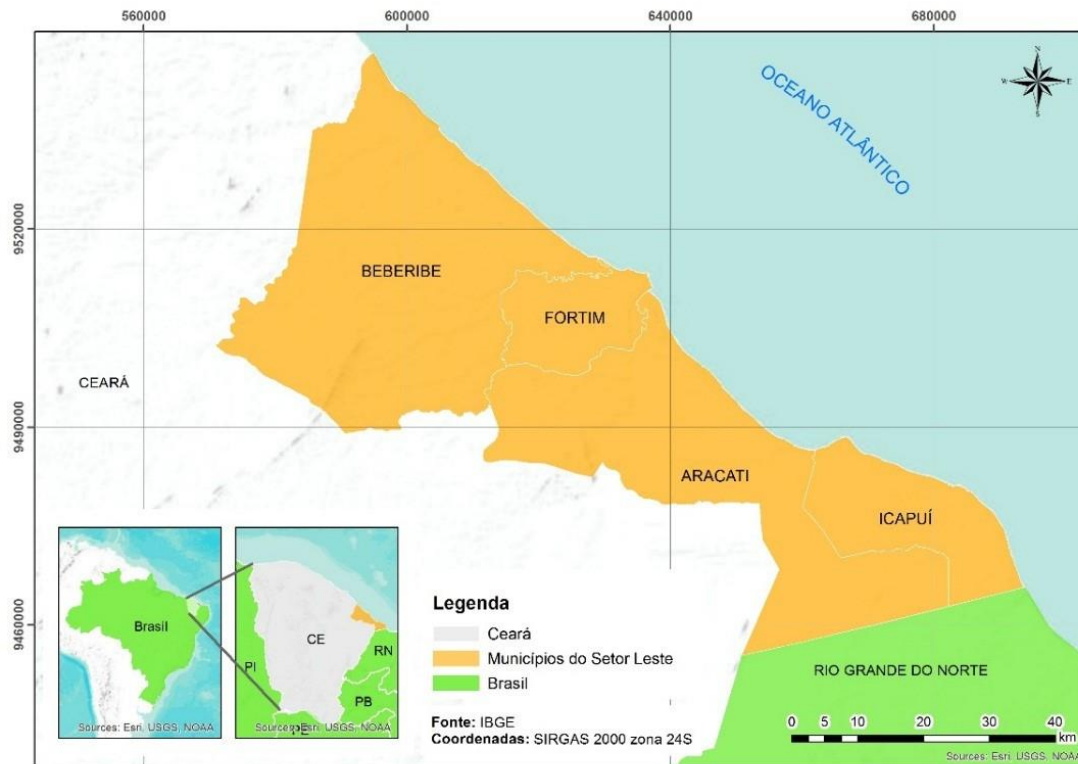 560000
600000
640000
680000
N
W
E
S
OCEANO ATLÂNTICO
9520000
BEBERIBE
FORTIM
CEARÁ
9490000
ARACATI
ICAPUÍ
9460000
Brasil
Sources: Esri, USGS, NOAA
CE
PI
RN
PB
PE
Sources: Esri, USGS, NOAA
Legenda
Ceará
Municípios do Setor Leste
Brasil
Fonte: IBGE
Coordenadas: SIRGAS 2000 zona 24S
RIO GRANDE DO NORTE
0 5 10 20 30 40
km
Sources: Esri, USGS, NOAA